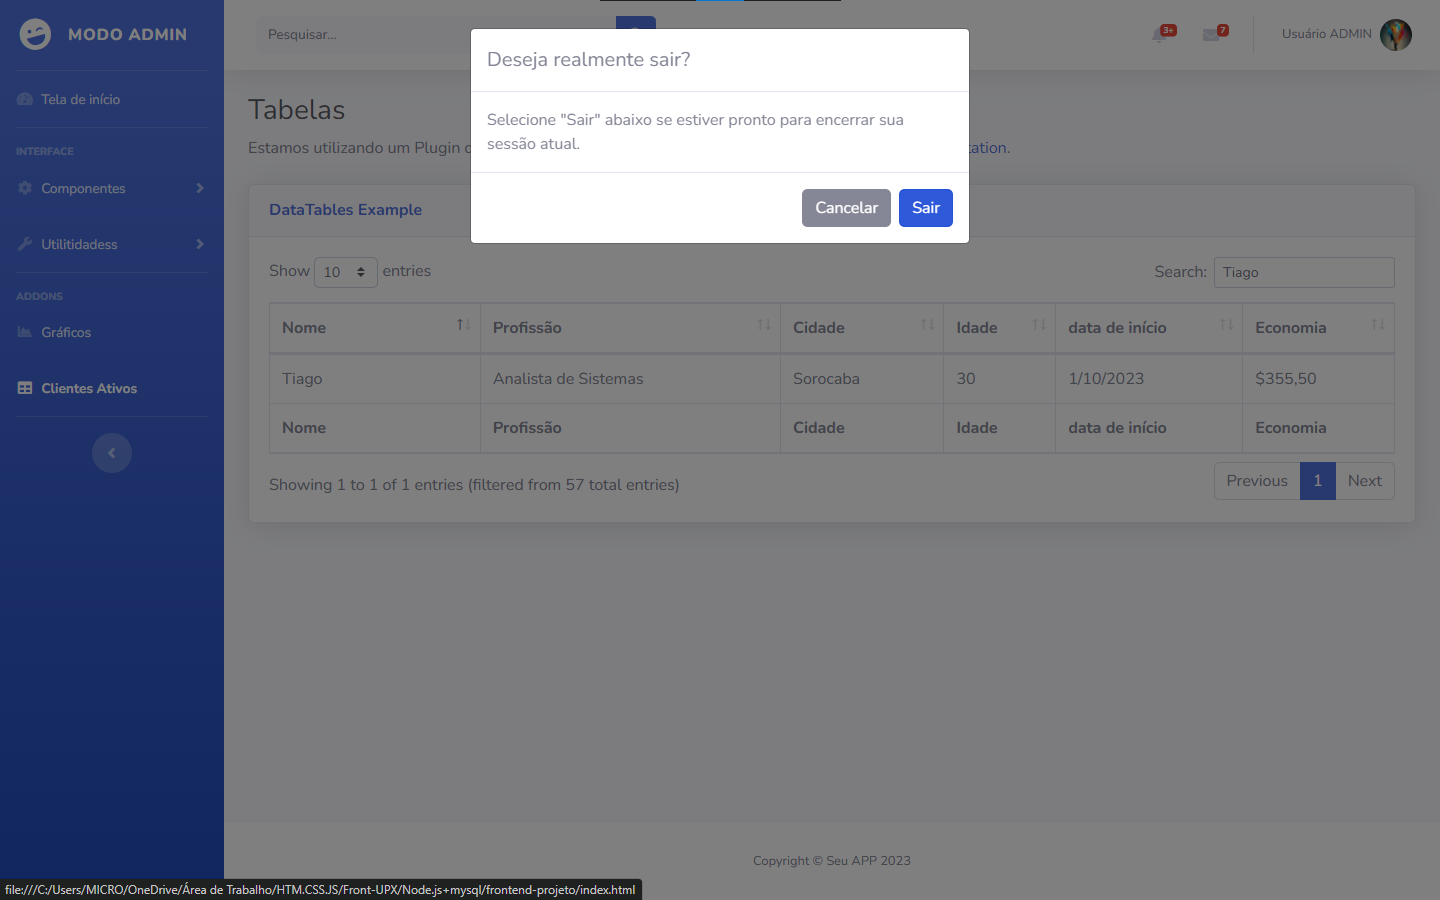 MODO ADMIN
Pesquisar...
3+
7
Usuário ADMIN
Deseja realmente sair?
Selecione "Sair" abaixo se estiver pronto para encerrar sua
sessão atual.
Cancelar
Sair
Tela de início
INTERFACE
Componentes
Utilitidadess
ADDONS
Gráficos
Clientes Ativos
Tabelas
Estamos utilizando um Plugin
tation.
DataTables Example
Show 10 entries
Search: Tiago
Nome Profissão Cidade Idade data de início Economia
Tiago Analista de Sistemas Sorocaba 30 1/10/2023 $355,50
Nome Profissão Cidade Idade data de início Economia
Showing 1 to 1 of 1 entries (filtered from 57 total entries)
Previous 1 Next
Copyright © Seu APP 2023
file:///C:/Users/MICRO/OneDrive/Área de Trabalho/HTM.CSS.JS/Front-UPX/Node.js+mysql/frontend-projeto/index.html